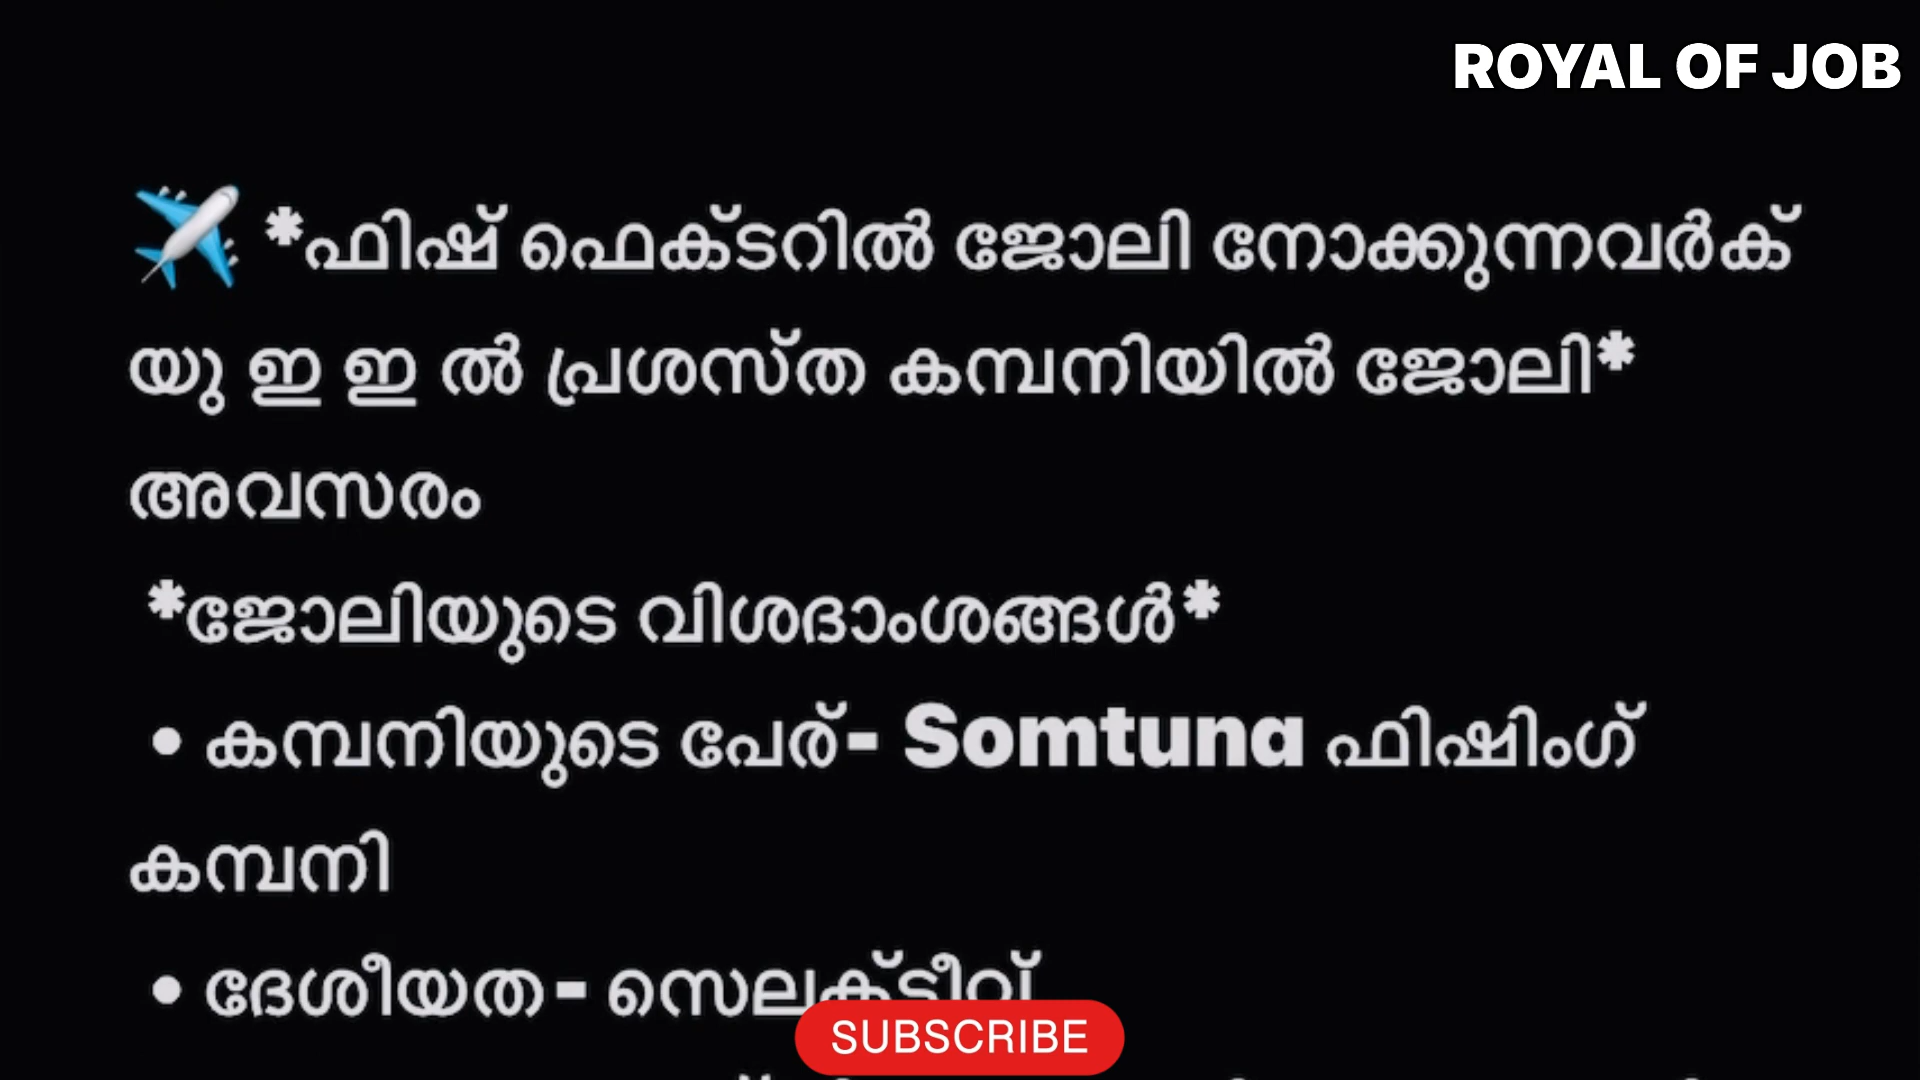 ROYAL OF JOB
✈️ *ഫിഷ് ഫെക്ടറിൽ ജോലി നോക്കുന്നവർക്
യു ഇ ഇ ൽ പ്രശസ്ത കമ്പനിയിൽ ജോലി*
അവസരം
*ജോലിയുടെ വിശദാംശങ്ങൾ*
• കമ്പനിയുടെ പേര്- Somtuna ഫിഷിംഗ്
കമ്പനി
• ദേശീയത- സെലക്ടീവ്
SUBSCRIBE